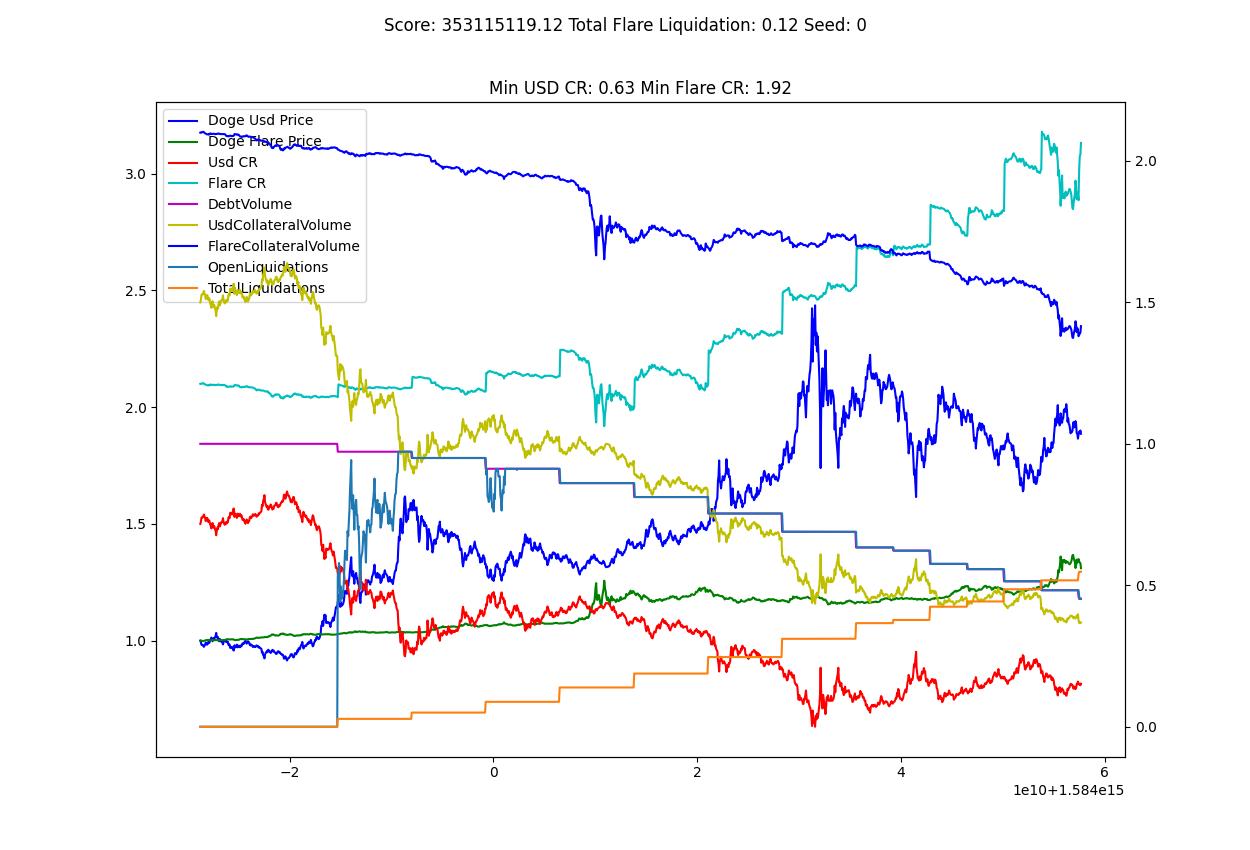 Score: 353115119.12 Total Flare Liquidation: 0.12 Seed: 0
Min USD CR: 0.63 Min Flare CR: 1.92
Doge Usd Price
Doge Flare Price
Usd CR
Flare CR
DebtVolume
UsdCollateralVolume
FlareCollateralVolume
OpenLiquidations
TotalLiquidations
3.0
2.5
2.0
1.5
1.0
2.0
1.5
1.0
0.5
0.0
−2
0
2
4
6
1e10+1.584e15